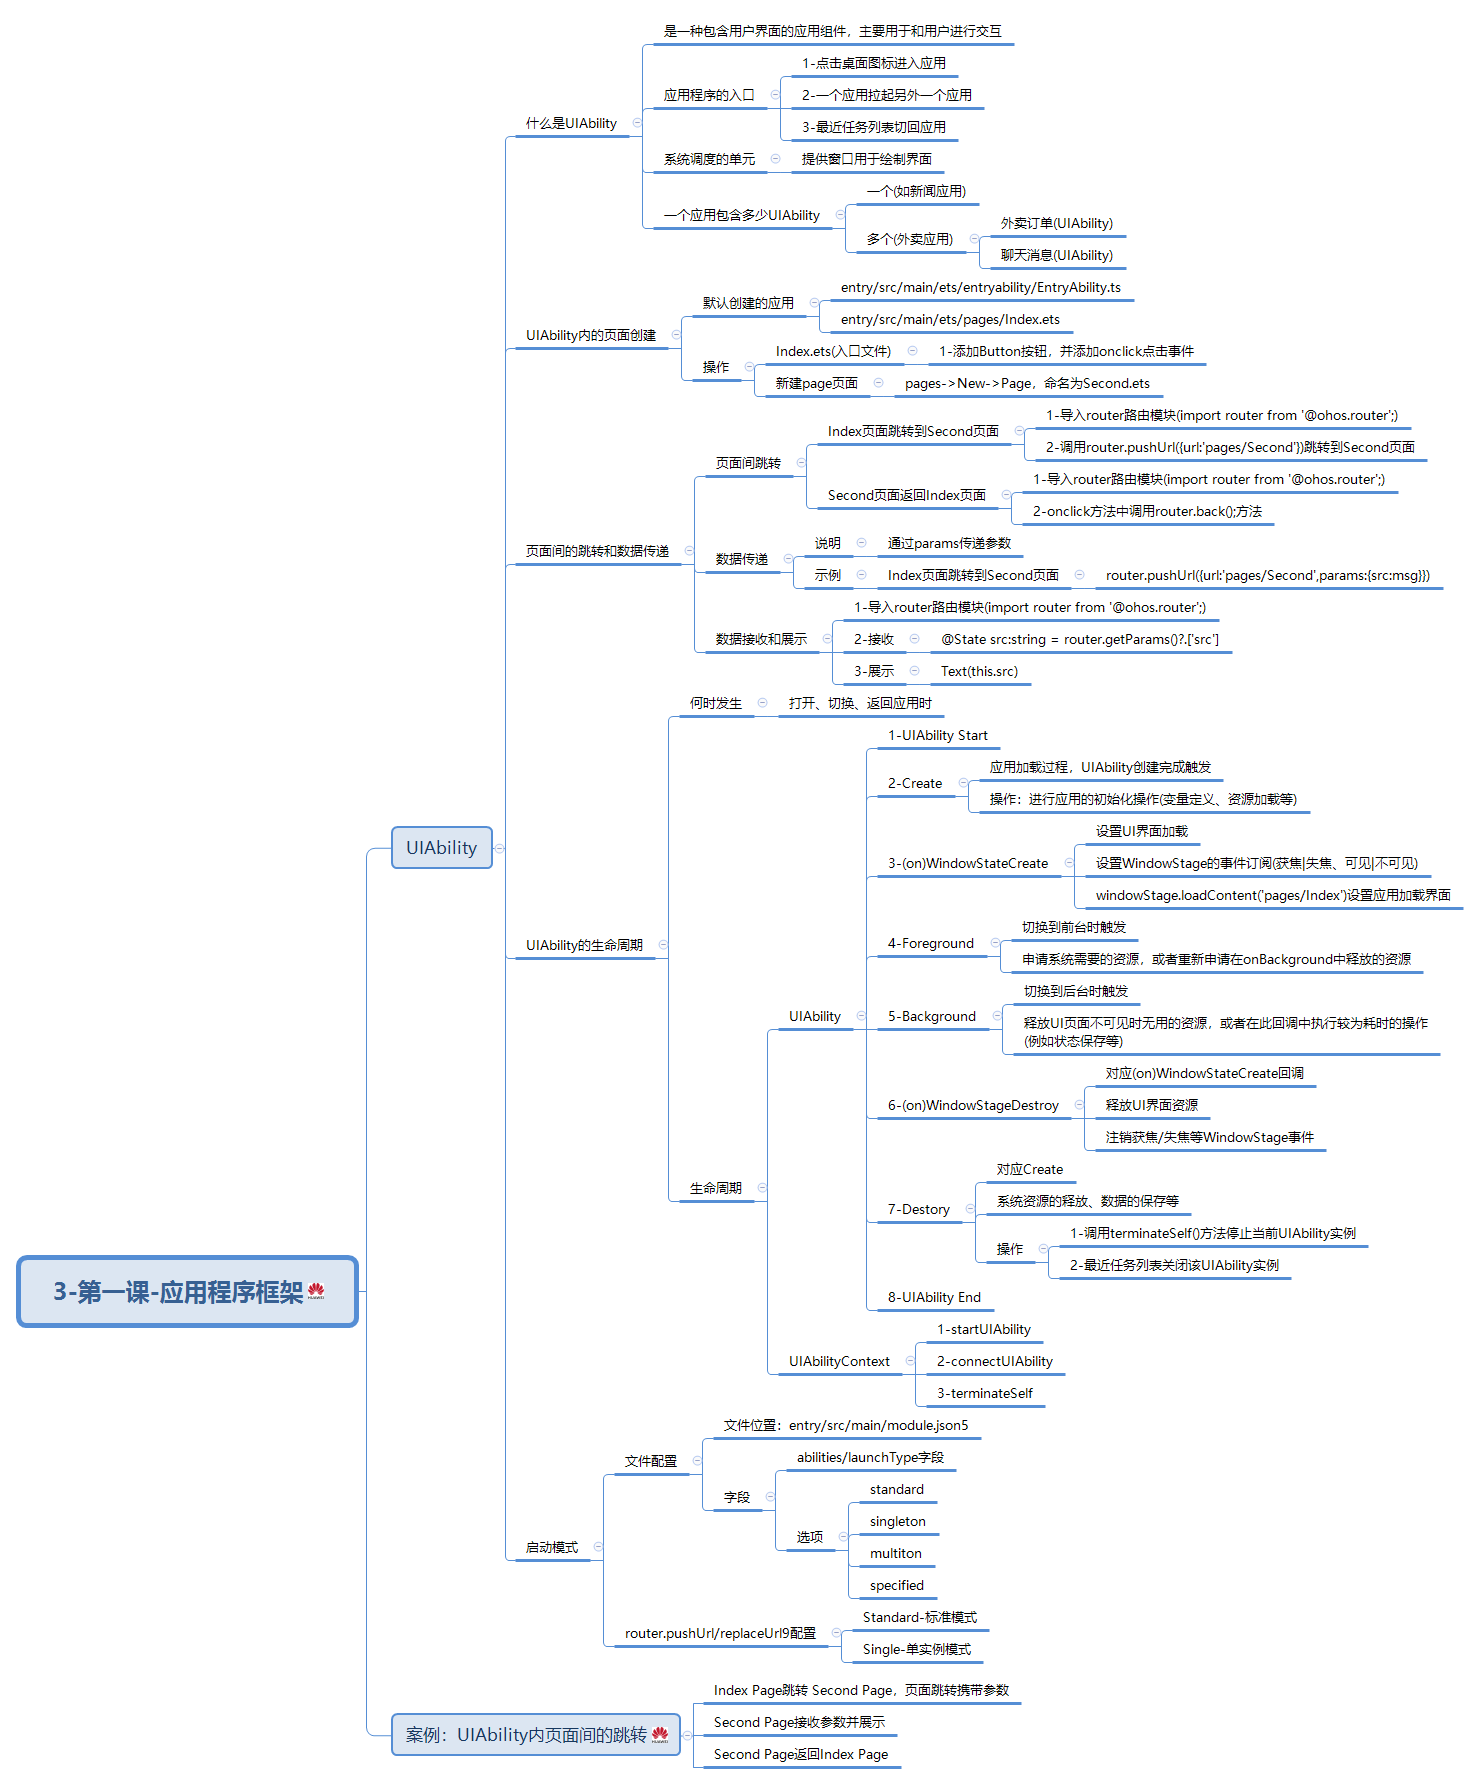 3-第一课-应用程序框架
HUAWEI
UIAbility
什么是UIAbility
是一种包含用户界面的应用组件，主要用于和用户进行交互
应用程序的入口
1-点击桌面图标进入应用
2-一个应用拉起另外一个应用
3-最近任务列表切回应用
系统调度的单元
提供窗口用于绘制界面
一个应用包含多少UIAbility
一个(如新闻应用)
多个(外卖应用)
外卖订单(UIAbility)
聊天消息(UIAbility)
UIAbility内的页面创建
默认创建的应用
entry/src/main/ets/entryability/EntryAbility.ts
entry/src/main/ets/pages/Index.ets
操作
Index.ets(入口文件)
1-添加Button按钮，并添加onclick点击事件
新建page页面
pages->New->Page，命名为Second.ets
页面间的跳转和数据传递
页面间跳转
Index页面跳转到Second页面
1-导入router路由模块(import router from '@ohos.router';)
2-调用router.pushUrl({url:'pages/Second'})跳转到Second页面
Second页面返回Index页面
1-导入router路由模块(import router from '@ohos.router';)
2-onclick方法中调用router.back();方法
数据传递
说明
通过params传递参数
示例
Index页面跳转到Second页面
router.pushUrl({url:'pages/Second',params:{src:msg}})
数据接收和展示
1-导入router路由模块(import router from '@ohos.router';)
2-接收
@State src:string = router.getParams()?.['src']
3-展示
Text(this.src)
UIAbility的生命周期
何时发生
打开、切换、返回应用时
生命周期
UIAbility
1-UIAbility Start
2-Create
应用加载过程，UIAbility创建完成触发
操作：进行应用的初始化操作(变量定义、资源加载等)
3-(on)WindowStateCreate
设置UI界面加载
设置WindowStage的事件订阅(获焦|失焦、可见|不可见)
windowStage.loadContent('pages/Index')设置应用加载界面
4-Foreground
切换到前台时触发
申请系统需要的资源，或者重新申请在onBackground中释放的资源
5-Background
切换到后台时触发
释放UI页面不可见时无用的资源，或者在此回调中执行较为耗时的操作
(例如状态保存等)
6-(on)WindowStageDestroy
对应(on)WindowStateCreate回调
释放UI界面资源
注销获焦/失焦等WindowStage事件
7-Destory
对应Create
系统资源的释放、数据的保存等
操作
1-调用terminateSelf()方法停止当前UIAbility实例
2-最近任务列表关闭该UIAbility实例
8-UIAbility End
UIAbilityContext
1-startUIAbility
2-connectUIAbility
3-terminateSelf
启动模式
文件配置
文件位置：entry/src/main/module.json5
字段
abilities/launchType字段
选项
standard
singleton
multiton
specified
router.pushUrl/replaceUrl9配置
Standard-标准模式
Single-单实例模式
案例：UIAbility内页面间的跳转
HUAWEI
Index Page跳转 Second Page，页面跳转携带参数
Second Page接收参数并展示
Second Page返回Index Page